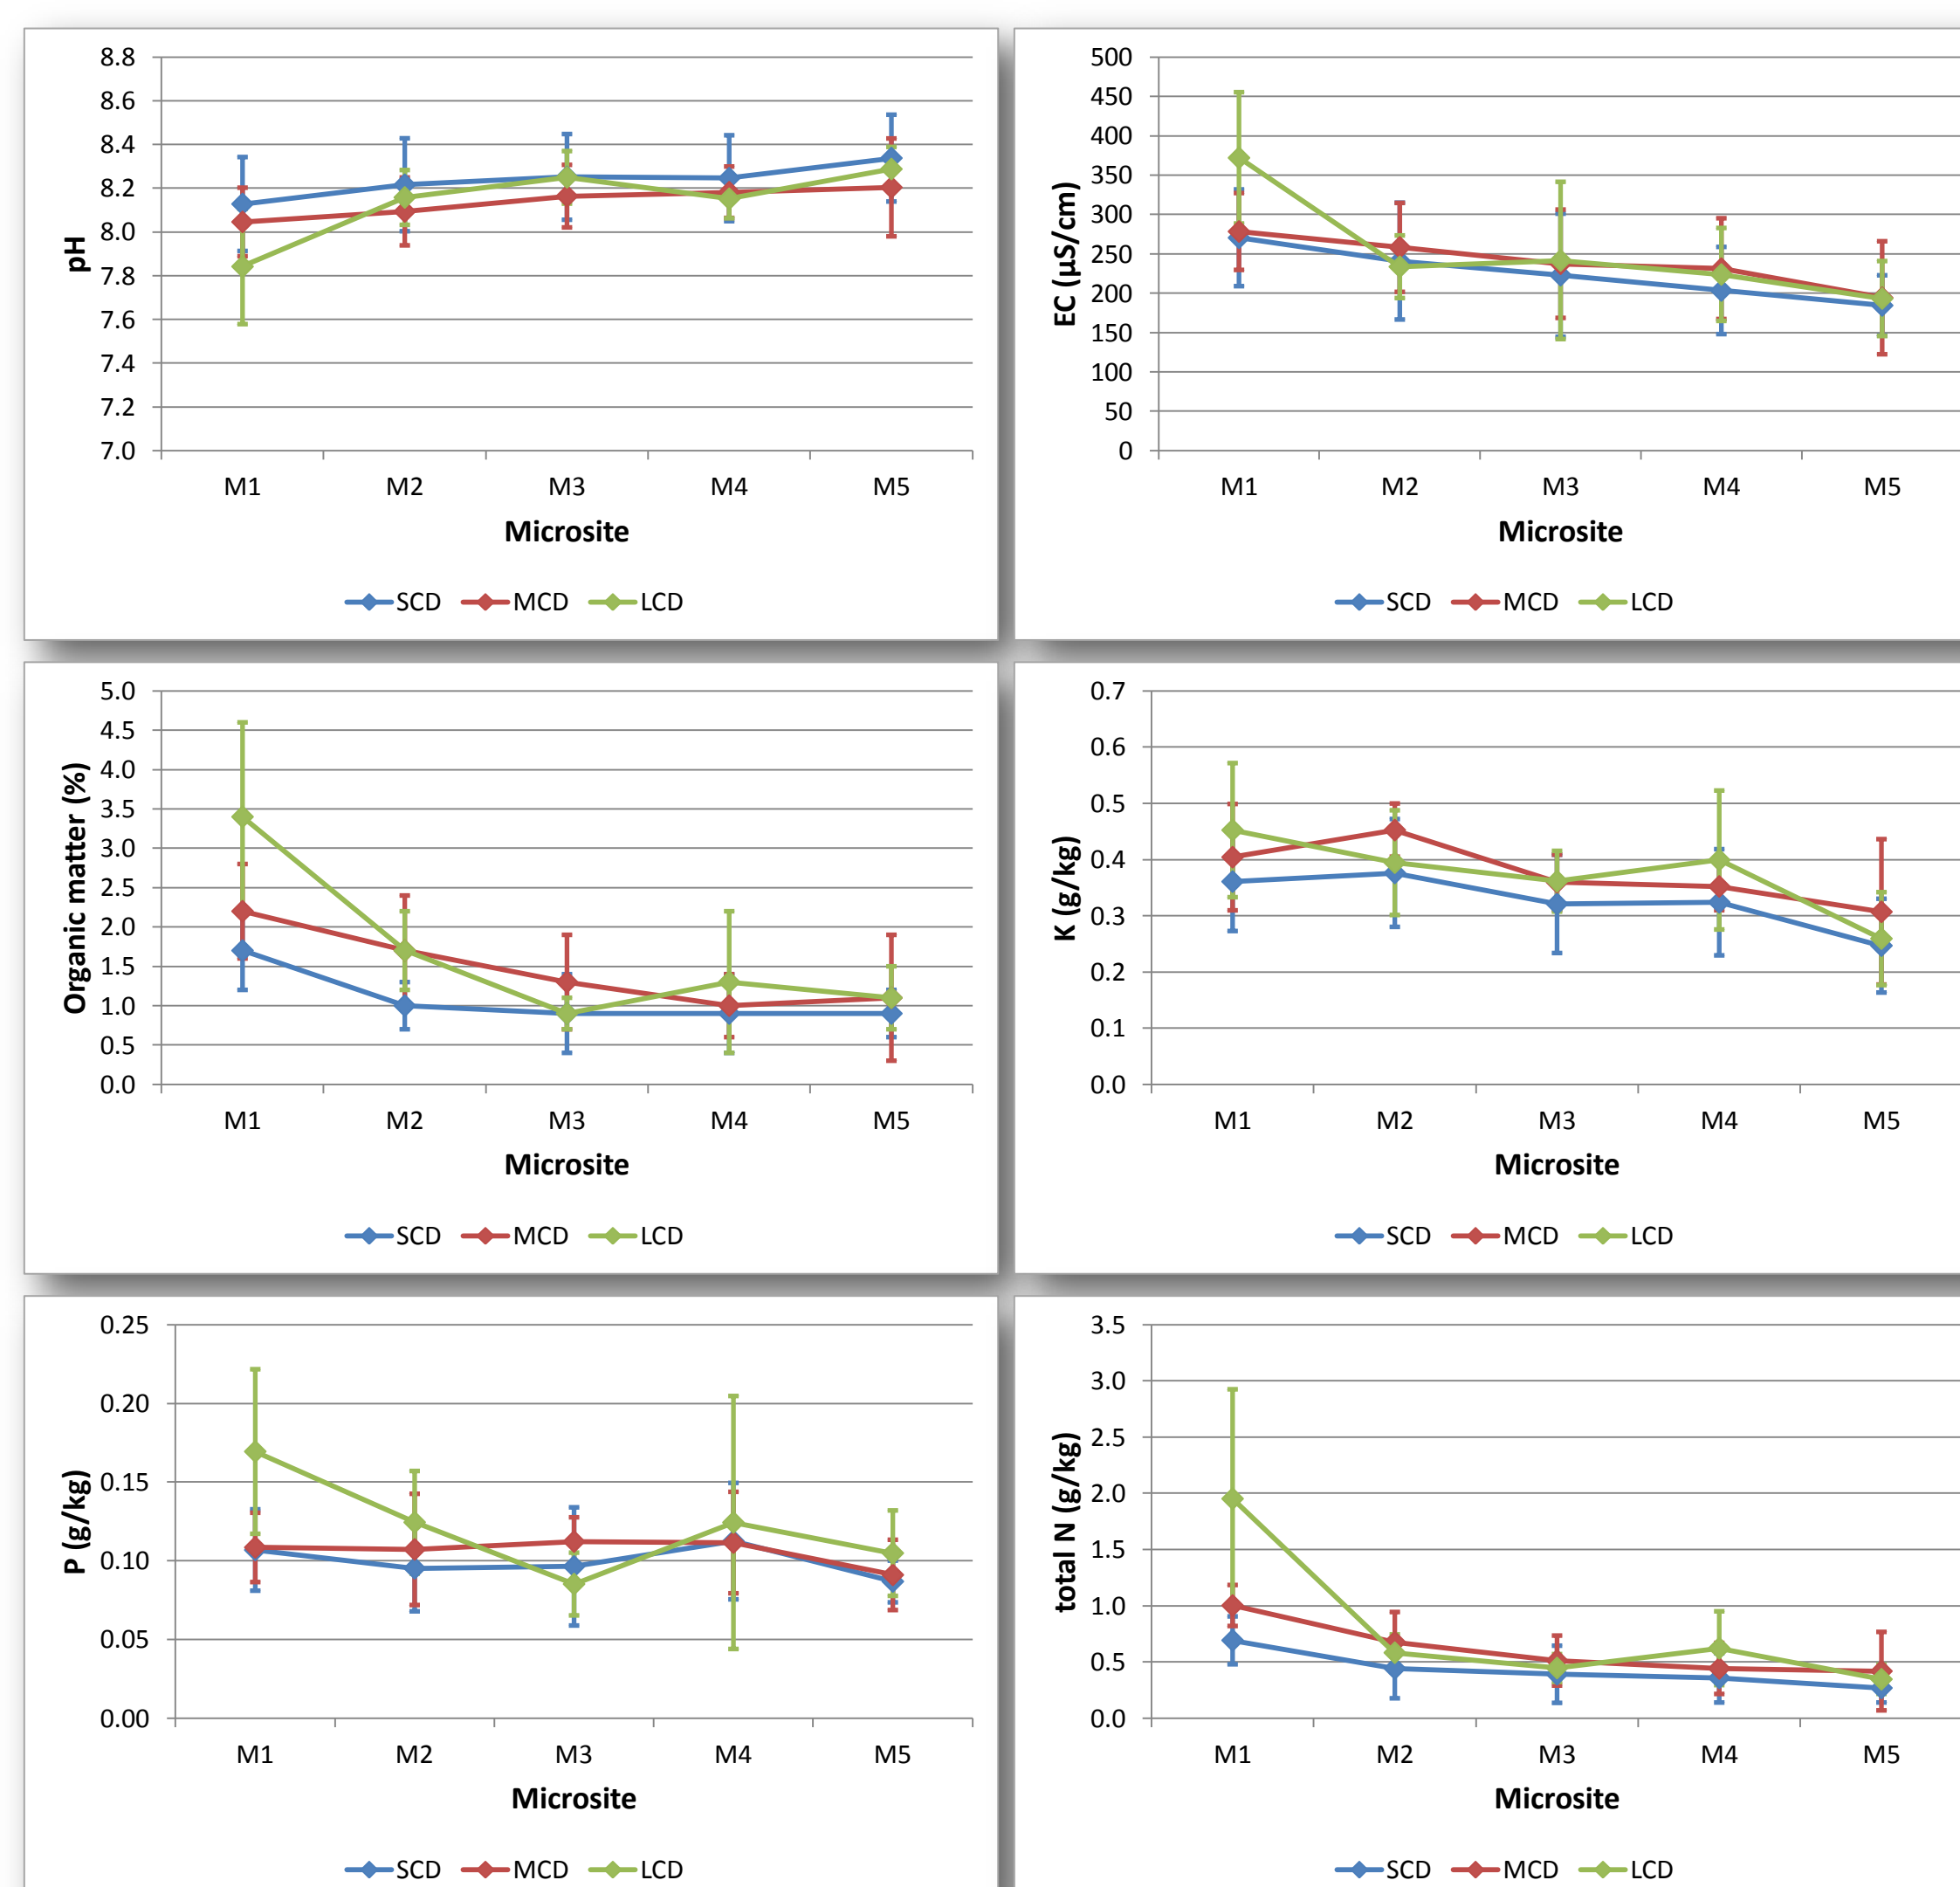 8.8
8.6
8.4
8.2
8.0
7.8
7.6
7.4
7.2
7.0
pH
M1 M2 M3 M4 M5
Microsite
SCD MCD LCD
500
450
400
350
300
250
200
150
100
50
0
EC (µS/cm)
M1 M2 M3 M4 M5
Microsite
SCD MCD LCD
5.0
4.5
4.0
3.5
3.0
2.5
2.0
1.5
1.0
0.5
0.0
Organic matter (%)
M1 M2 M3 M4 M5
Microsite
SCD MCD LCD
0.7
0.6
0.5
0.4
0.3
0.2
0.1
0.0
K (g/kg)
M1 M2 M3 M4 M5
Microsite
SCD MCD LCD
0.25
0.20
0.15
0.10
0.05
0.00
P (g/kg)
M1 M2 M3 M4 M5
Microsite
SCD MCD LCD
3.5
3.0
2.5
2.0
1.5
1.0
0.5
0.0
total N (g/kg)
M1 M2 M3 M4 M5
Microsite
SCD MCD LCD